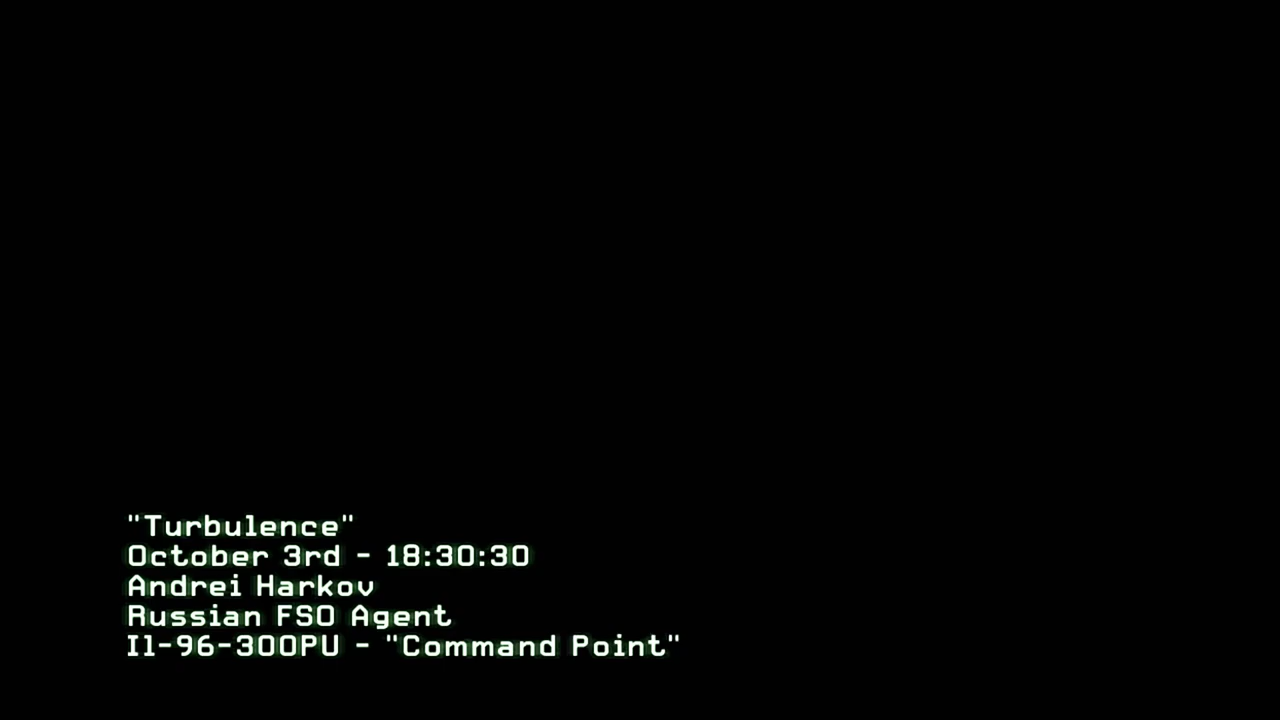 "Turbulence"
October 3rd - 18:30:30
Andrei Harkov
Russian FSO Agent
Il-96-300PU - "Command Point"